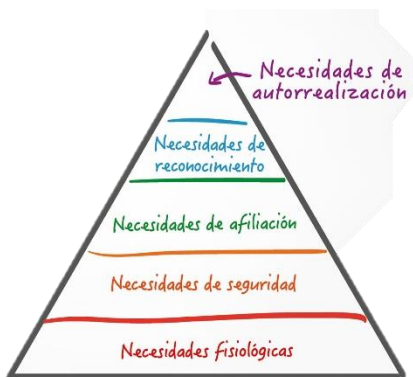 Necesidades de
autorrealización
Necesidades de
reconocimiento
Necesidades de afiliación
Necesidades de seguridad
Necesidades fisiológicas